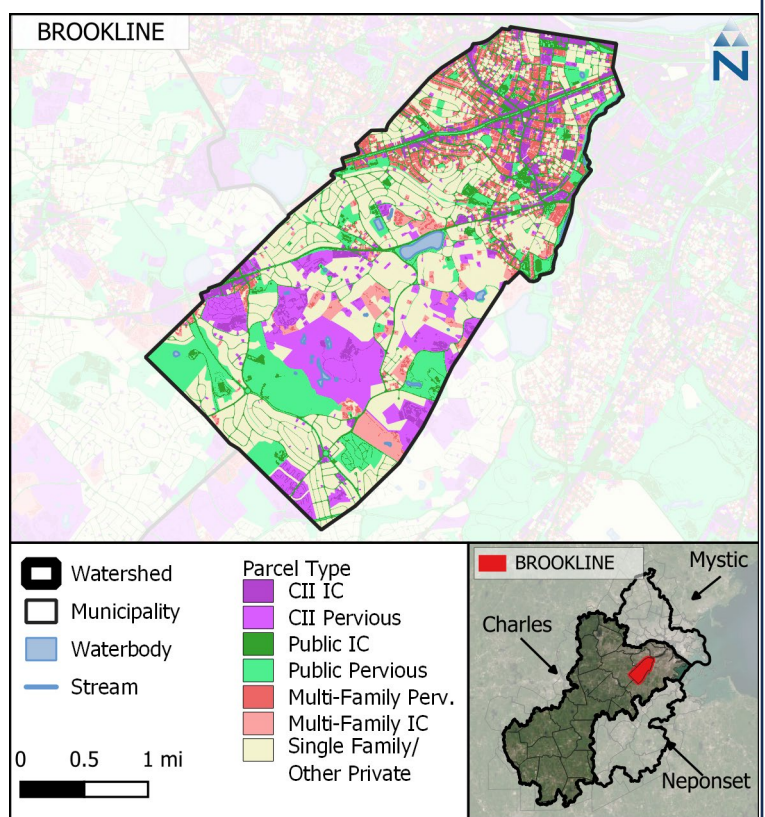 BROOKLINE
N
Watershed
Municipality
Waterbody
Stream
0 0.5 1 mi
Parcel Type
CII IC
CII Pervious
Public IC
Public Pervious
Multi-Family Perv.
Multi-Family IC
Single Family/
Other Private
BROOKLINE
Mystic
Charles
Neponset